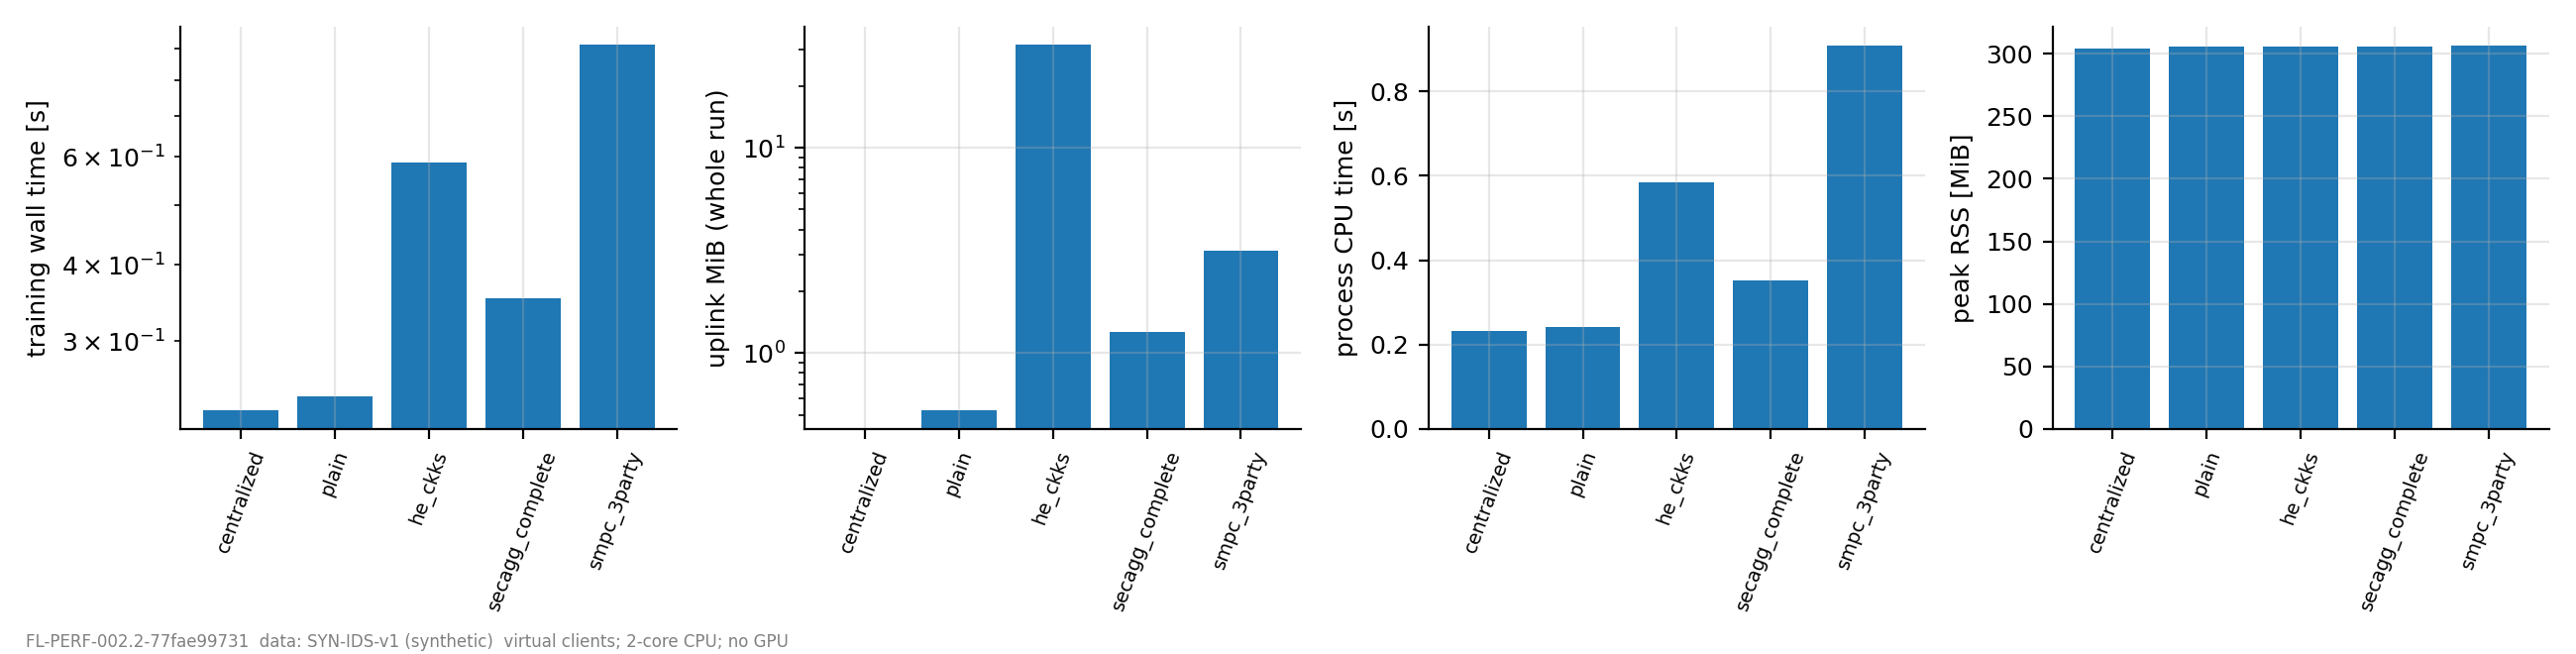 training wall time [s]
6 × 10⁻¹
4 × 10⁻¹
3 × 10⁻¹
centralized
plain
he_ckks
secagg_complete
smpc_3party
uplink MiB (whole run)
10¹
10⁰
centralized
plain
he_ckks
secagg_complete
smpc_3party
process CPU time [s]
0.8
0.6
0.4
0.2
0.0
centralized
plain
he_ckks
secagg_complete
smpc_3party
peak RSS [MiB]
300
250
200
150
100
50
0
centralized
plain
he_ckks
secagg_complete
smpc_3party
FL-PERF-002.2-77fae99731 data: SYN-IDS-v1 (synthetic) virtual clients; 2-core CPU; no GPU